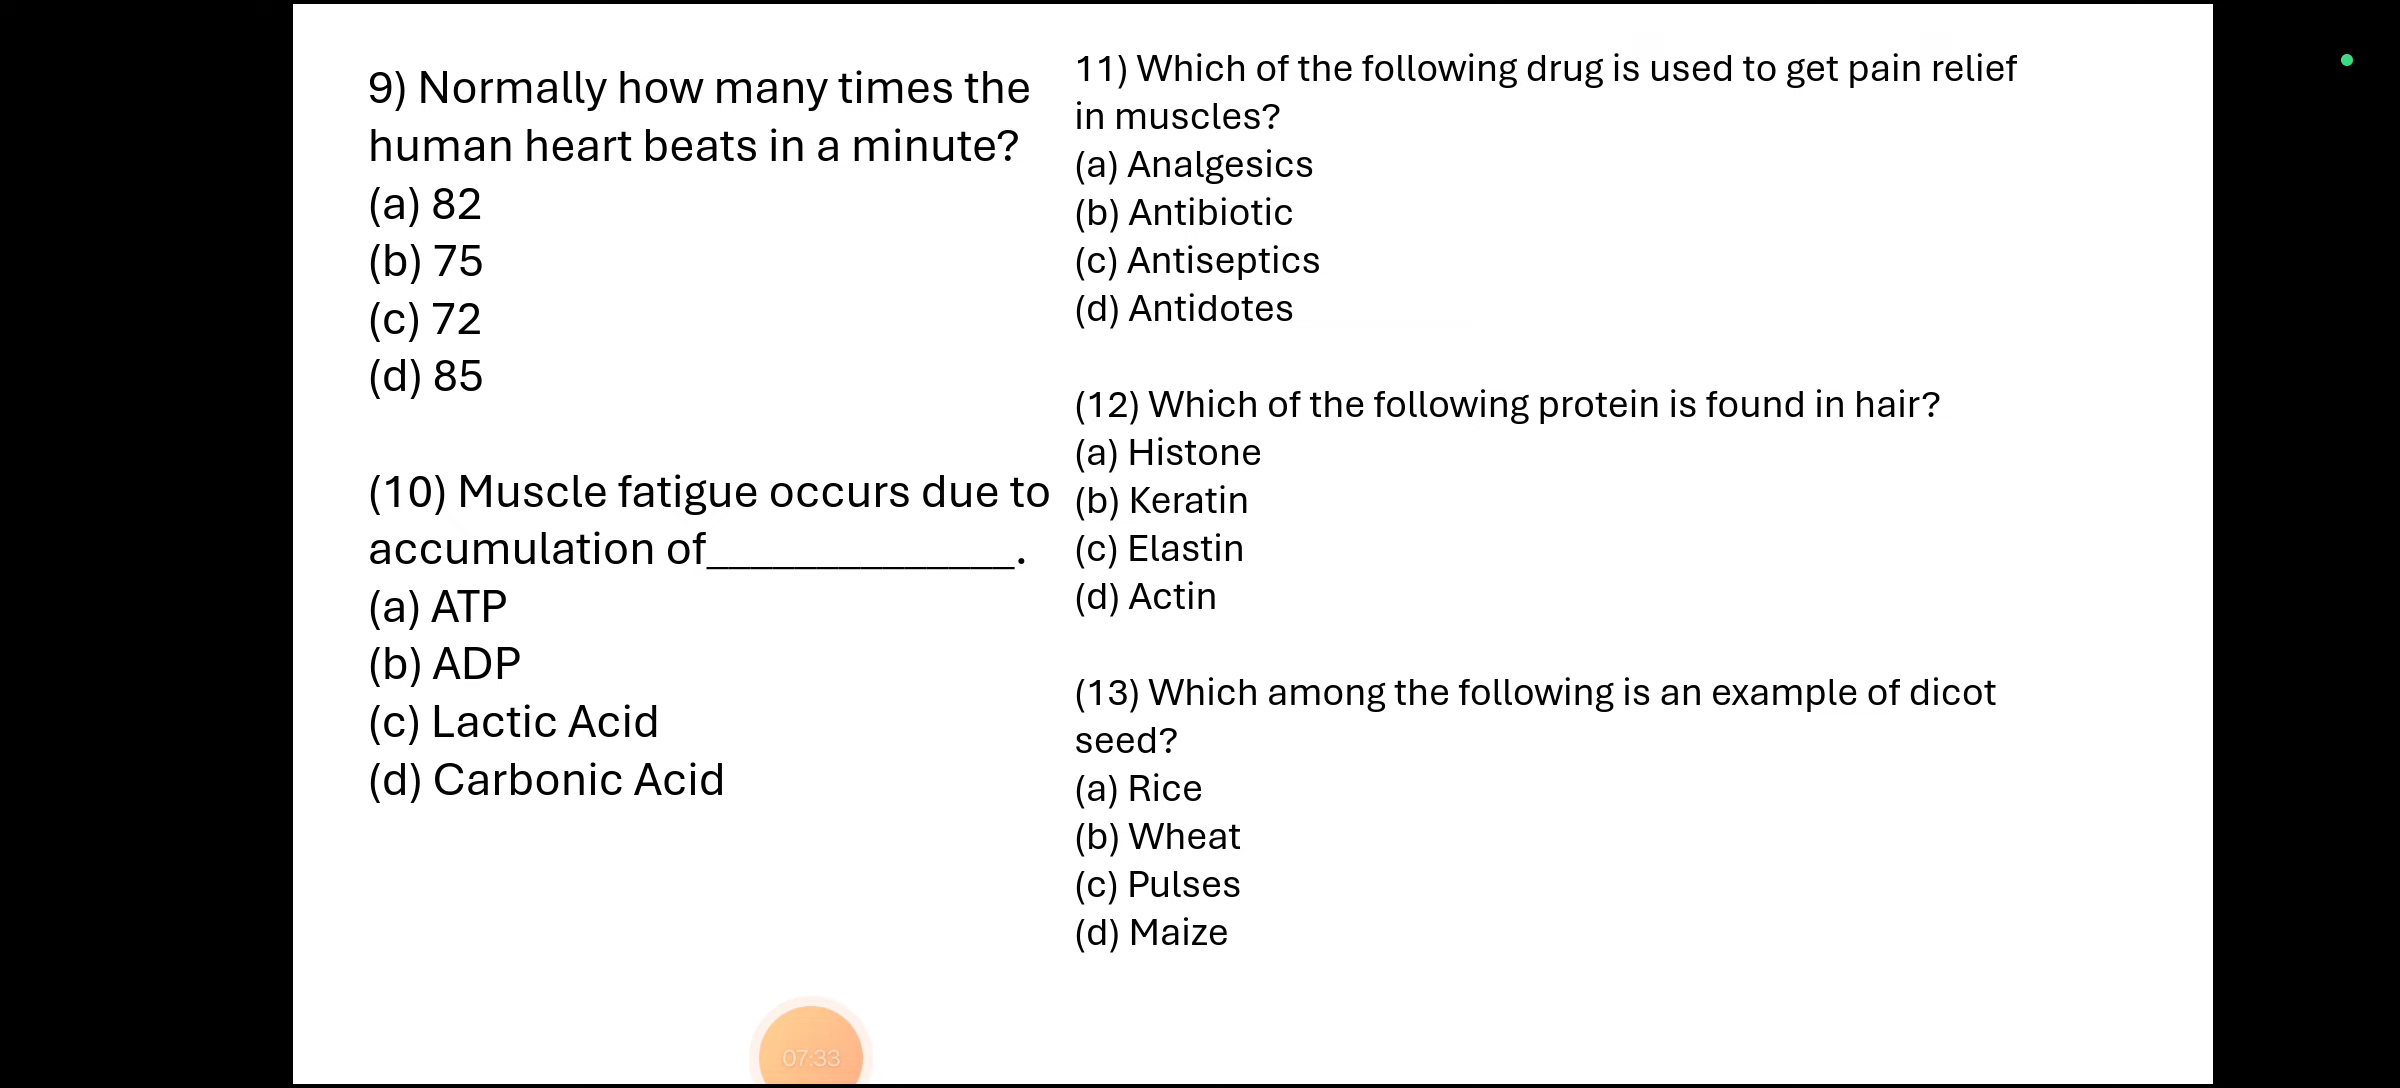 9) Normally how many times the
human heart beats in a minute?
(a) 82
(b) 75
(c) 72
(d) 85
(10) Muscle fatigue occurs due to
accumulation of______________.
(a) ATP
(b) ADP
(c) Lactic Acid
(d) Carbonic Acid
11) Which of the following drug is used to get pain relief
in muscles?
(a) Analgesics
(b) Antibiotic
(c) Antiseptics
(d) Antidotes
(12) Which of the following protein is found in hair?
(a) Histone
(b) Keratin
(c) Elastin
(d) Actin
(13) Which among the following is an example of dicot
seed?
(a) Rice
(b) Wheat
(c) Pulses
(d) Maize
07:33